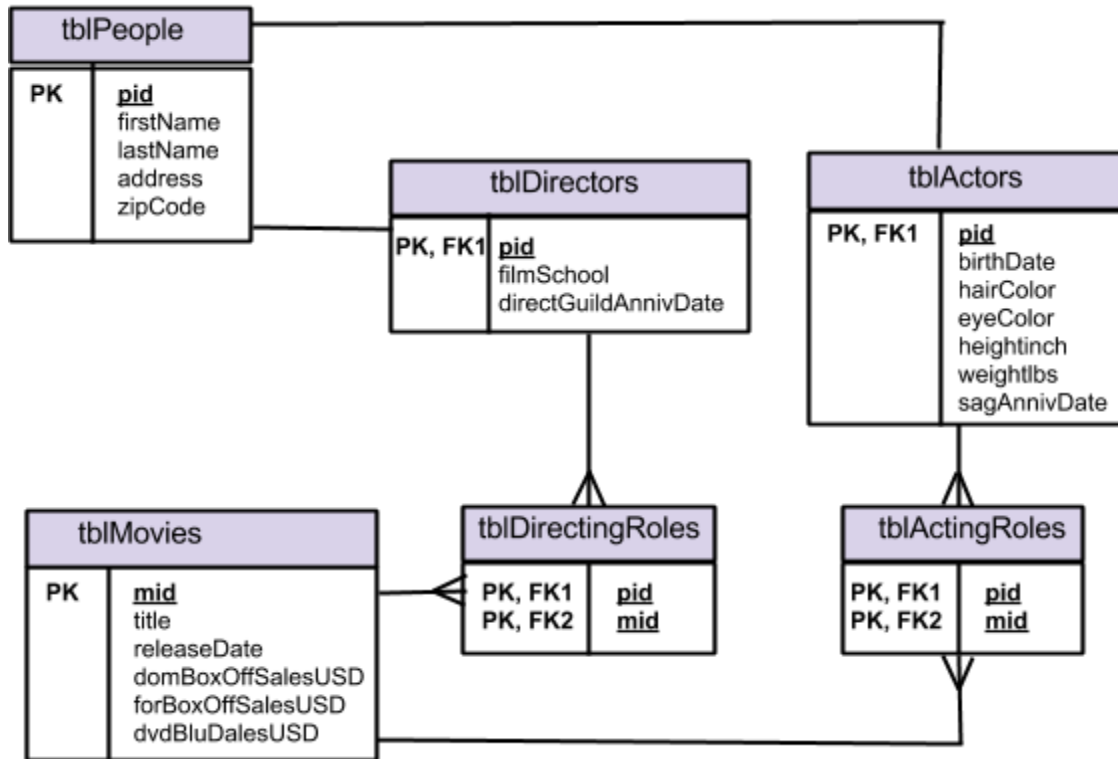 tblPeople
PK pid
firstName
lastName
address
zipCode
tblDirectors
PK, FK1 pid
filmSchool
directGuildAnnivDate
tblActors
PK, FK1 pid
birthDate
hairColor
eyeColor
heightinch
weightlbs
sagAnnivDate
tblMovies
PK mid
title
releaseDate
domBoxOffSalesUSD
forBoxOffSalesUSD
dvdBluDalesUSD
tblDirectingRoles
PK, FK1 pid
PK, FK2 mid
tblActingRoles
PK, FK1 pid
PK, FK2 mid